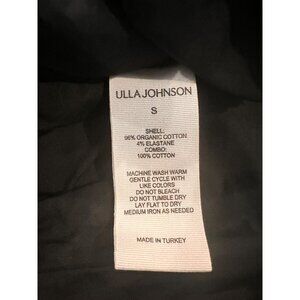 ULLA JOHNSON
S
SHELL:
96% ORGANIC COTTON
4% ELASTANE
COMBO:
100% COTTON
MACHINE WASH WARM
GENTLE CYCLE WITH
LIKE COLORS
DO NOT BLEACH
DO NOT TUMBLE DRY
LAY FLAT TO DRY
MEDIUM IRON AS NEEDED
MADE IN TURKEY